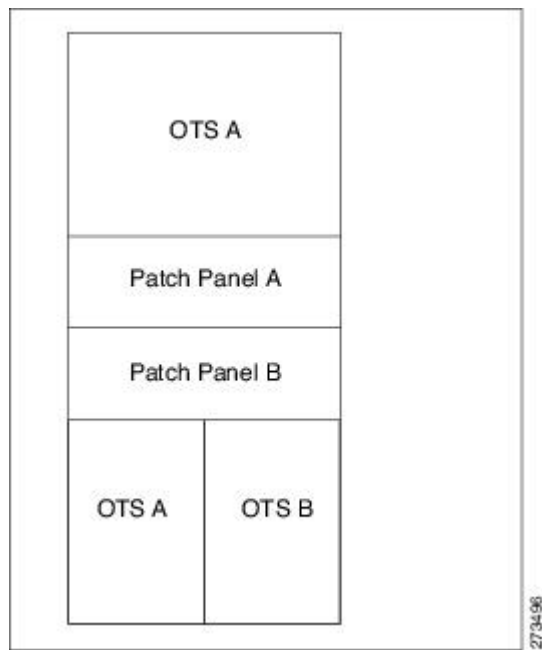 OTS A
Patch Panel A
Patch Panel B
OTS A OTS B
273496